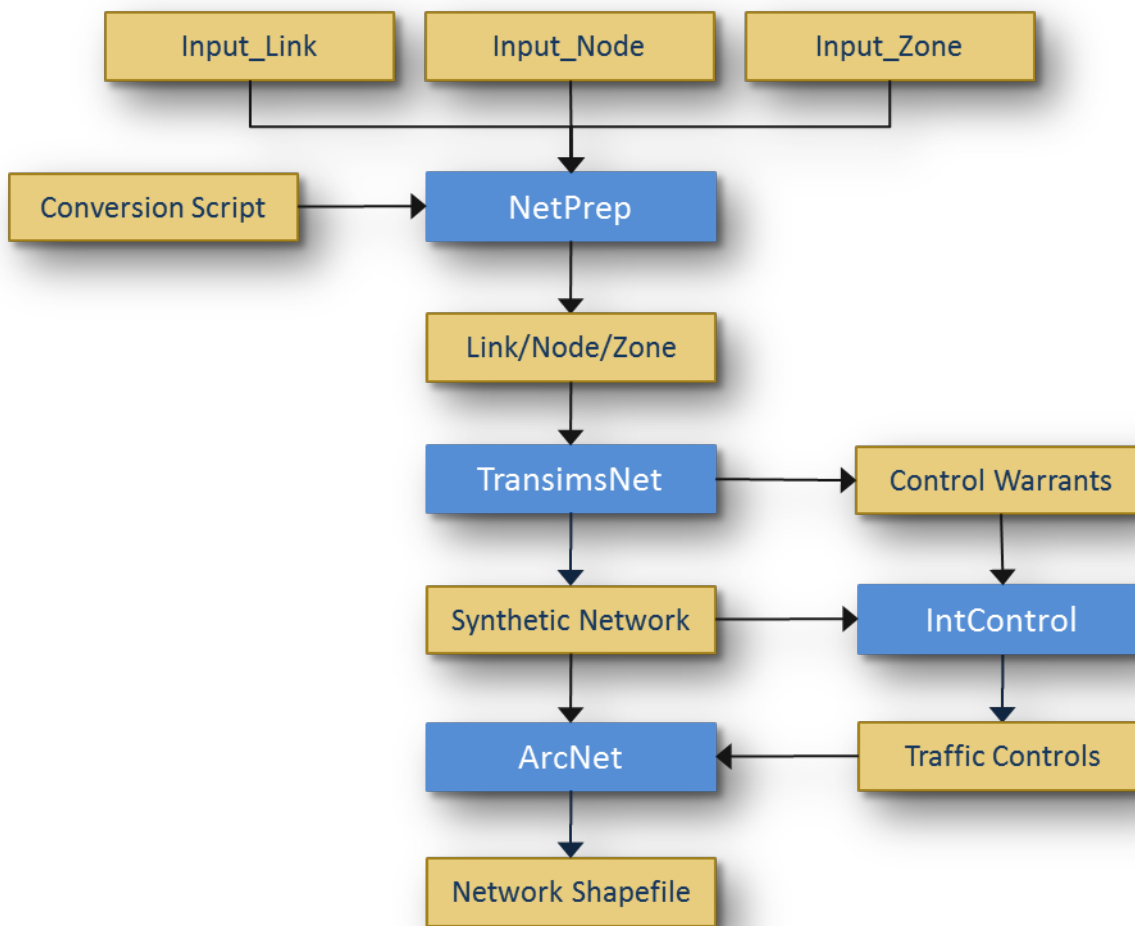 Input_Link
Input_Node
Input_Zone
Conversion Script
NetPrep
Link/Node/Zone
TransimsNet
Control Warrants
Synthetic Network
IntControl
ArcNet
Traffic Controls
Network Shapefile